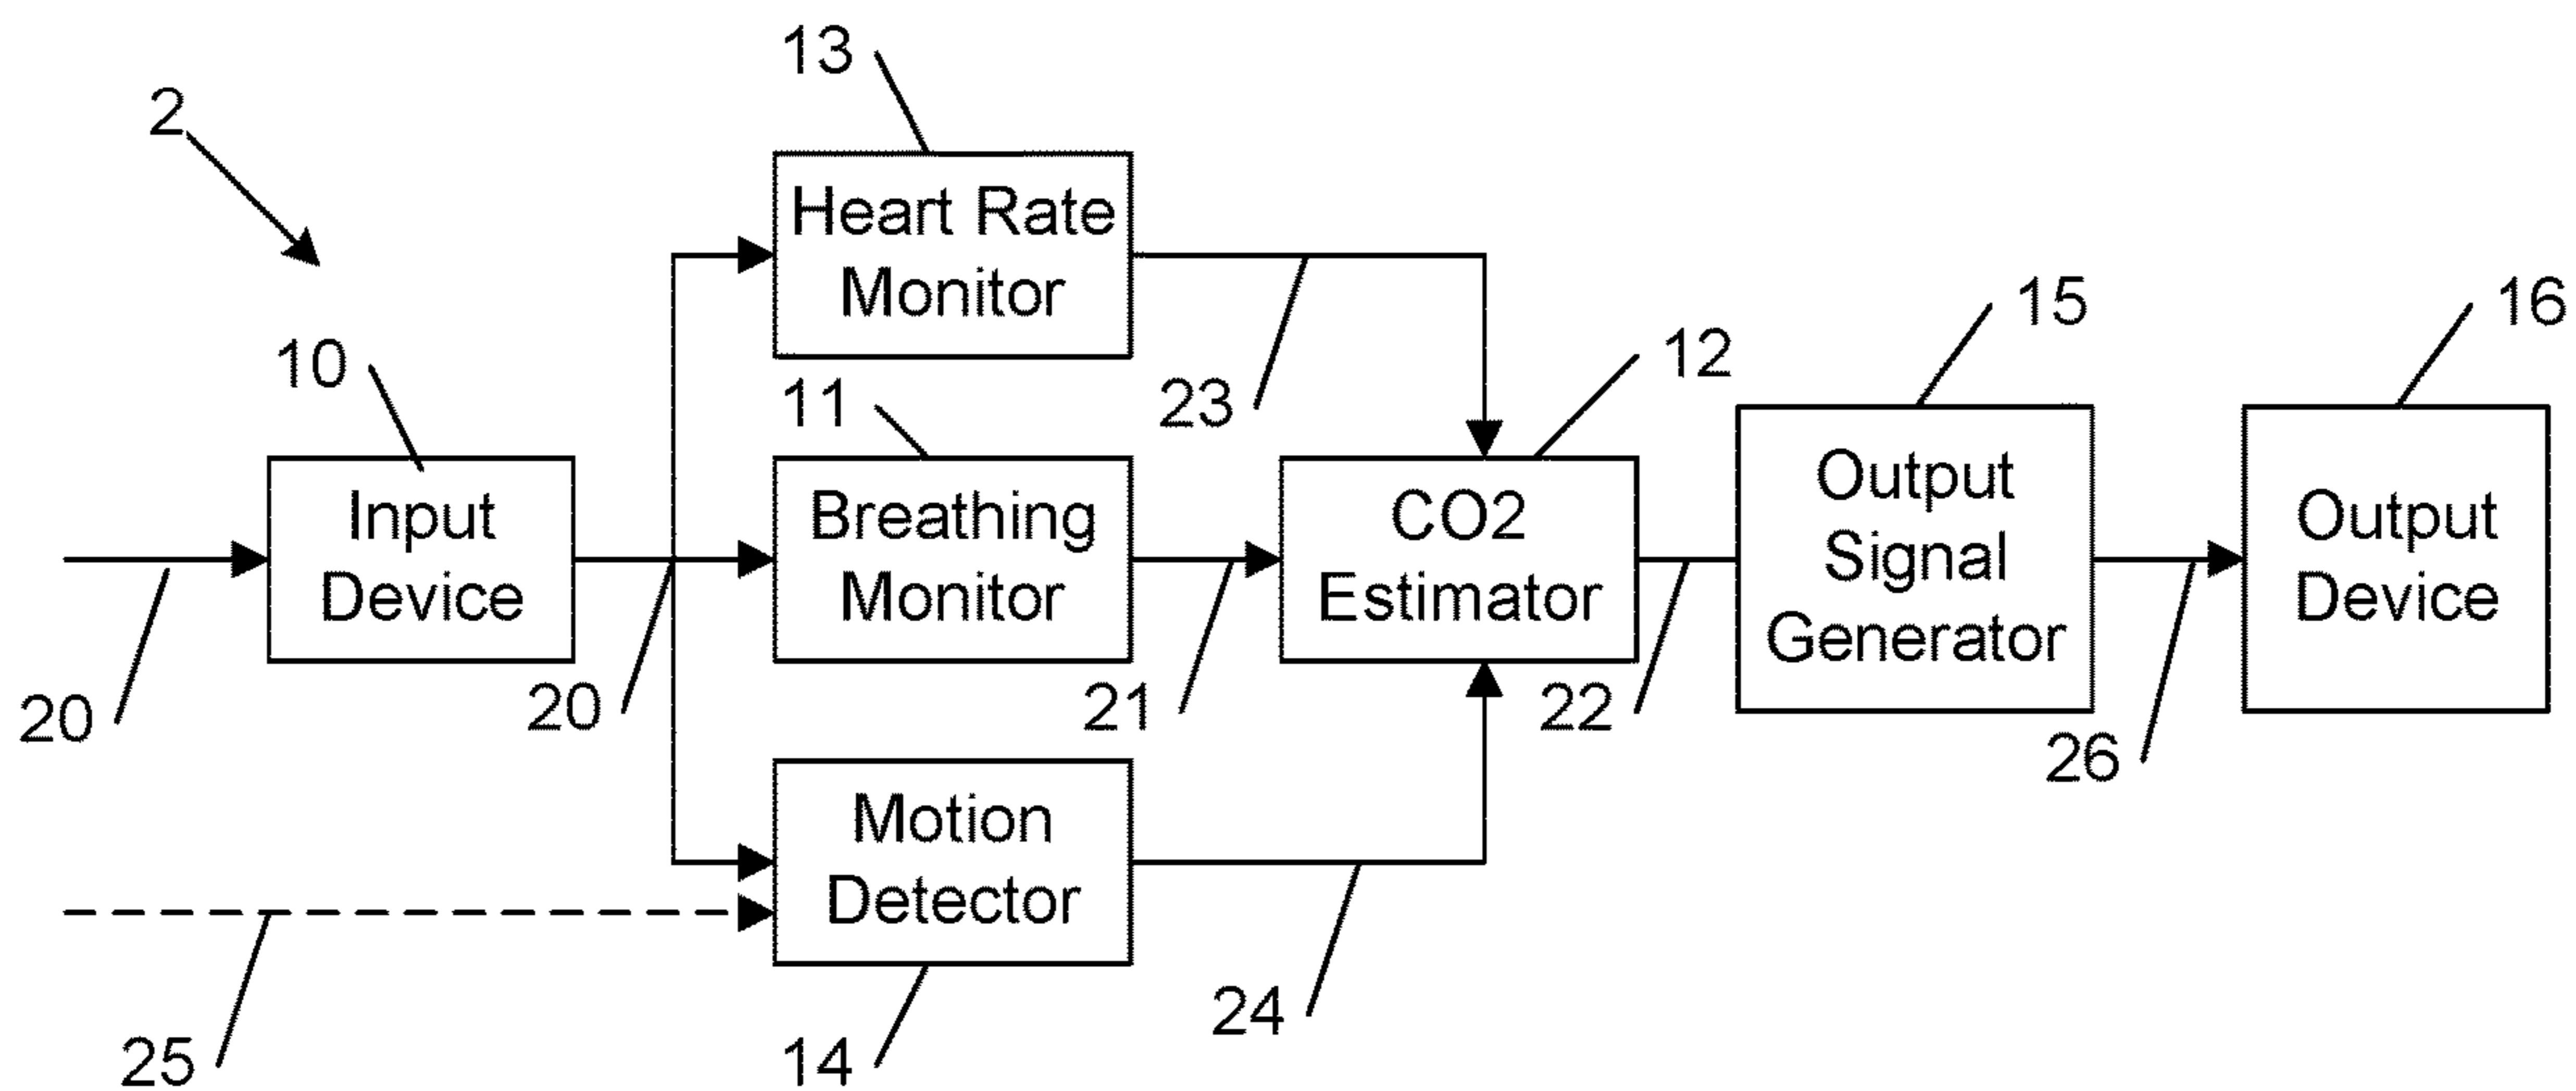 13
2
Heart Rate
Monitor
10
23
11
12
15
16
Input
Device
Breathing
Monitor
CO2
Estimator
Output
Signal
Generator
Output
Device
20
20
21
22
26
Motion
Detector
25
14
24